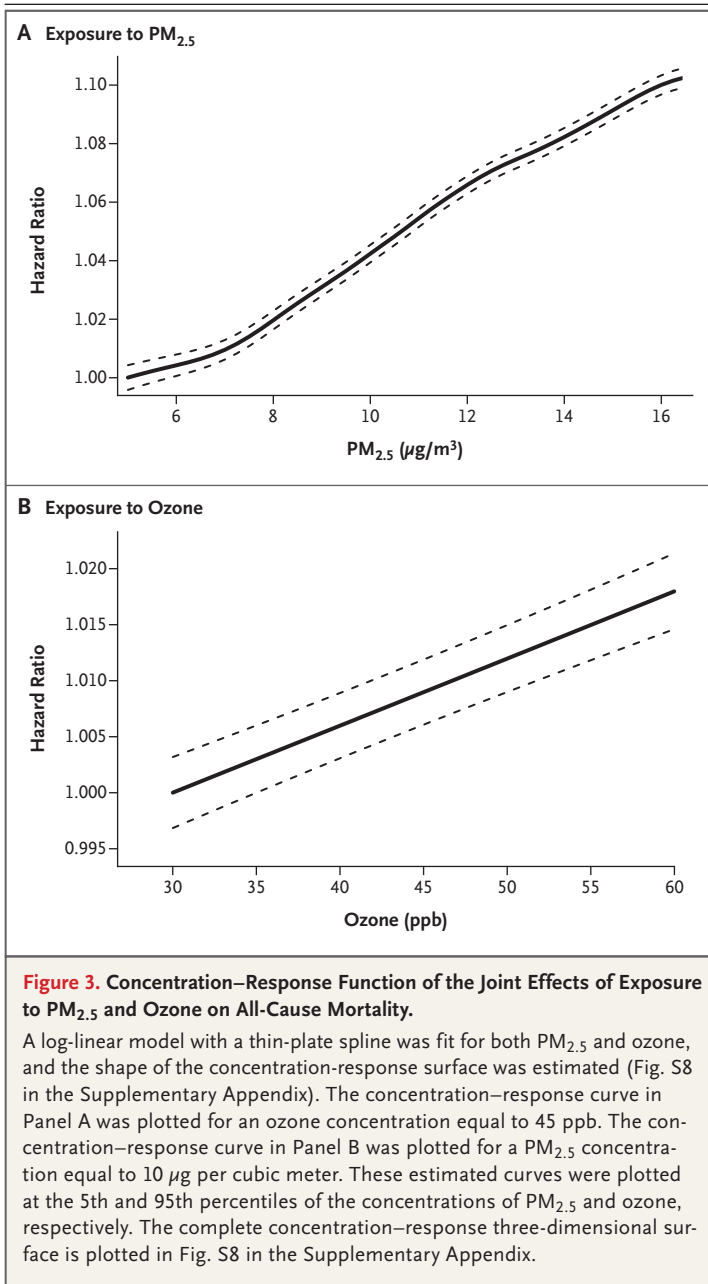 A Exposure to PM2.5
1.10
1.08
1.06
1.04
1.02
1.00
Hazard Ratio
6 8 10 12 14 16
PM2.5 (µg/m³)
B Exposure to Ozone
1.020
1.015
1.010
1.005
1.000
0.995
Hazard Ratio
30 35 40 45 50 55 60
Ozone (ppb)
Figure 3. Concentration–Response Function of the Joint Effects of Exposure
to PM2.5 and Ozone on All-Cause Mortality.
A log-linear model with a thin-plate spline was fit for both PM2.5 and ozone,
and the shape of the concentration-response surface was estimated (Fig. S8
in the Supplementary Appendix). The concentration–response curve in
Panel A was plotted for an ozone concentration equal to 45 ppb. The con-
centration–response curve in Panel B was plotted for a PM2.5 concentra-
tion equal to 10 µg per cubic meter. These estimated curves were plotted
at the 5th and 95th percentiles of the concentrations of PM2.5 and ozone,
respectively. The complete concentration–response three-dimensional sur-
face is plotted in Fig. S8 in the Supplementary Appendix.